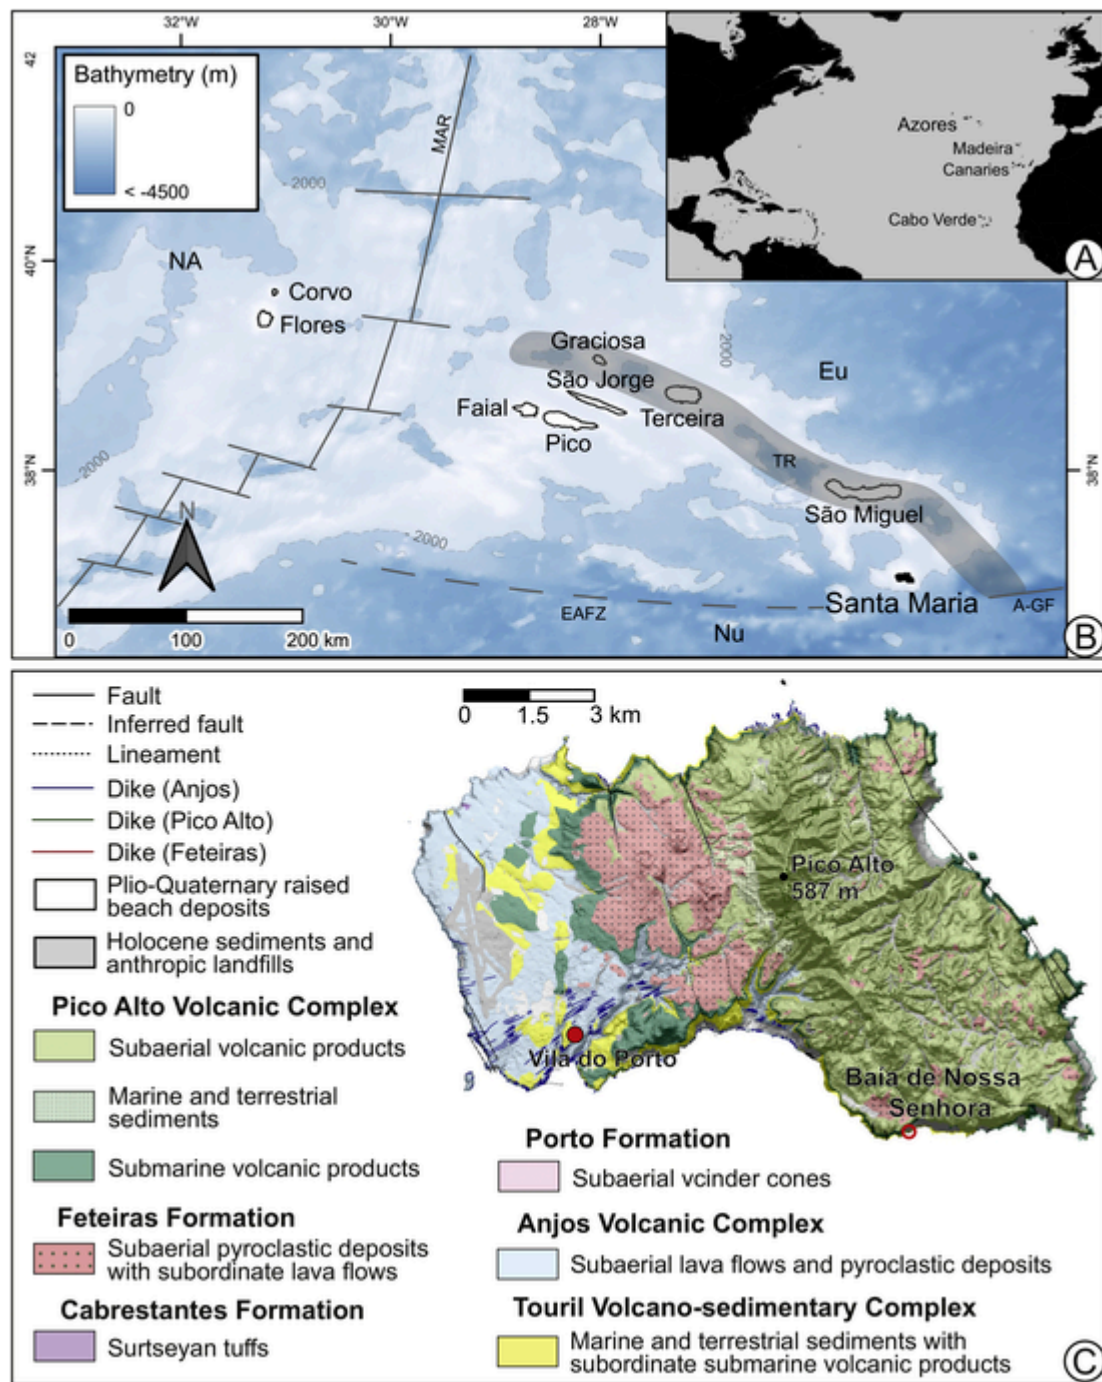 32°W
30°W
28°W
42
40°N
38°N
38°N
Bathymetry (m)
0
< -4500
MAR
- 2000
NA
Corvo
Flores
Graciosa
São Jorge
Terceira
Faial
Pico
2000
Eu
TR
São Miguel
2000
N
- 2000
Santa Maria
EAFZ
Nu
A-GF
0
100
200 km
B
Azores
Madeira
Canaries
Cabo Verde
A
Fault
Inferred fault
Lineament
Dike (Anjos)
Dike (Pico Alto)
Dike (Feteiras)
Plio-Quaternary raised
beach deposits
Holocene sediments and
anthropic landfills
Pico Alto Volcanic Complex
Subaerial volcanic products
Marine and terrestrial
sediments
Submarine volcanic products
Feteiras Formation
Subaerial pyroclastic deposits
with subordinate lava flows
Cabrestantes Formation
Surtseyan tuffs
0
1.5
3 km
Pico Alto
587 m
Vila do Porto
Baía de Nossa
Senhora
Porto Formation
Subaerial vcinder cones
Anjos Volcanic Complex
Subaerial lava flows and pyroclastic deposits
Touril Volcano-sedimentary Complex
Marine and terrestrial sediments with
subordinate submarine volcanic products
C